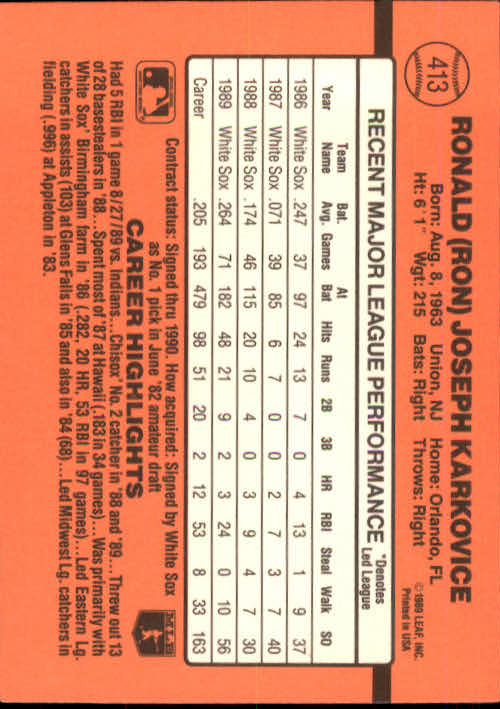 413
RONALD (RON) JOSEPH KARKOVICE
Born: Aug. 8, 1963 Union, NJ Home: Orlando, FL
Ht: 6'1" Wgt: 215 Bats: Right Throws: Right
©1989 LEAF, INC.
Printed in USA
RECENT MAJOR LEAGUE PERFORMANCE *Denotes Led League
Year Team Name Bat. Avg. Games At Bat Hits Runs 2B 3B HR RBI Steal Walk SO
1996 White Sox .247 37 97 24 13 7 0 4 13 1 9 37
1987 White Sox .071 39 85 6 7 0 0 2 7 3 7 40
1988 White Sox .174 46 115 20 10 4 0 3 9 4 7 30
1989 White Sox .264 71 182 48 21 9 2 3 24 0 10 56
Career .205 193 479 98 51 20 2 12 53 8 33 163
Contract status: Signed thru 1990. How acquired: Signed by White Sox
as No. 1 pick in June '82 amateur draft
MLB
CAREER HIGHLIGHTS
Had 5 RBI in 1 game 8/27/89 vs. Indians...Chisox' No. 2 catcher in '88 and '89...Threw out 13
of 28 basestealers in '88...Spent most of '87 at Hawaii (.183 in 34 games)...Was primarily with
White Sox' Birmingham farm in '86 (.282, 20 HR, 53 RBI in 97 games)...Led Eastern Lg.
catchers in assists (103) at Glens Falls in '85 and also in '84 (68)...Led Midwest Lg. catchers in
fielding (.996) at Appleton in '83.